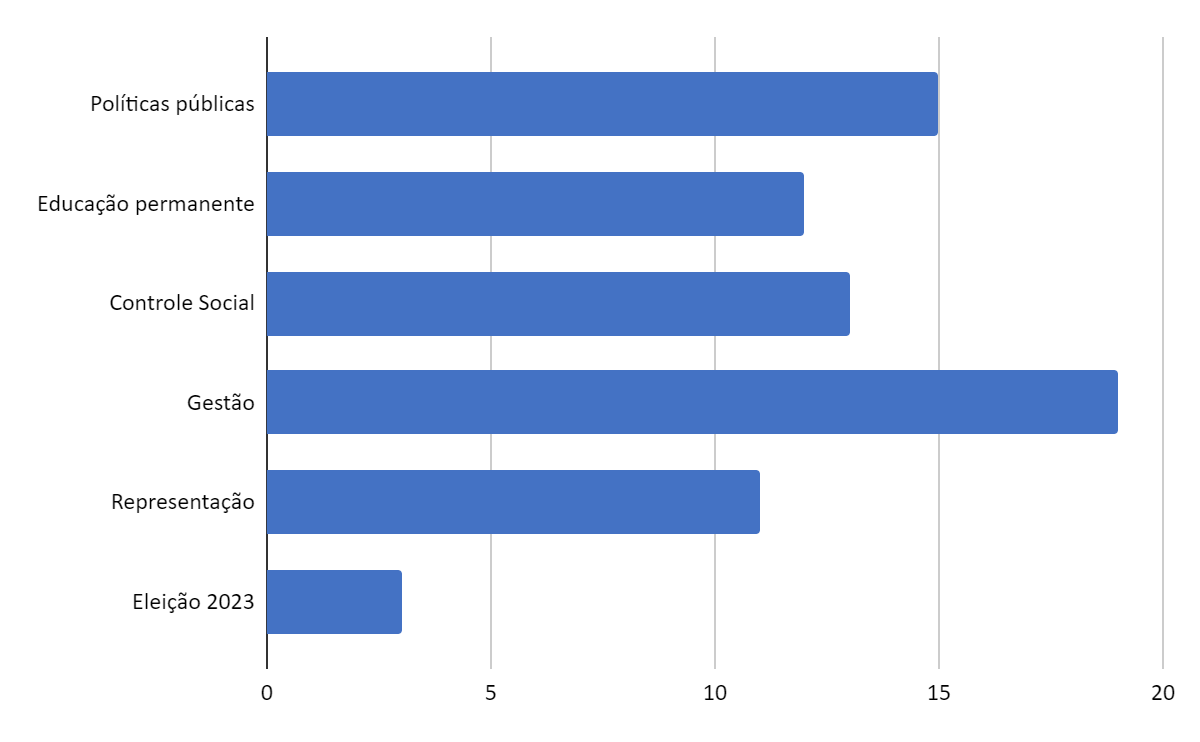 Políticas públicas
Educação permanente
Controle Social
Gestão
Representação
Eleição 2023
0 5 10 15 20